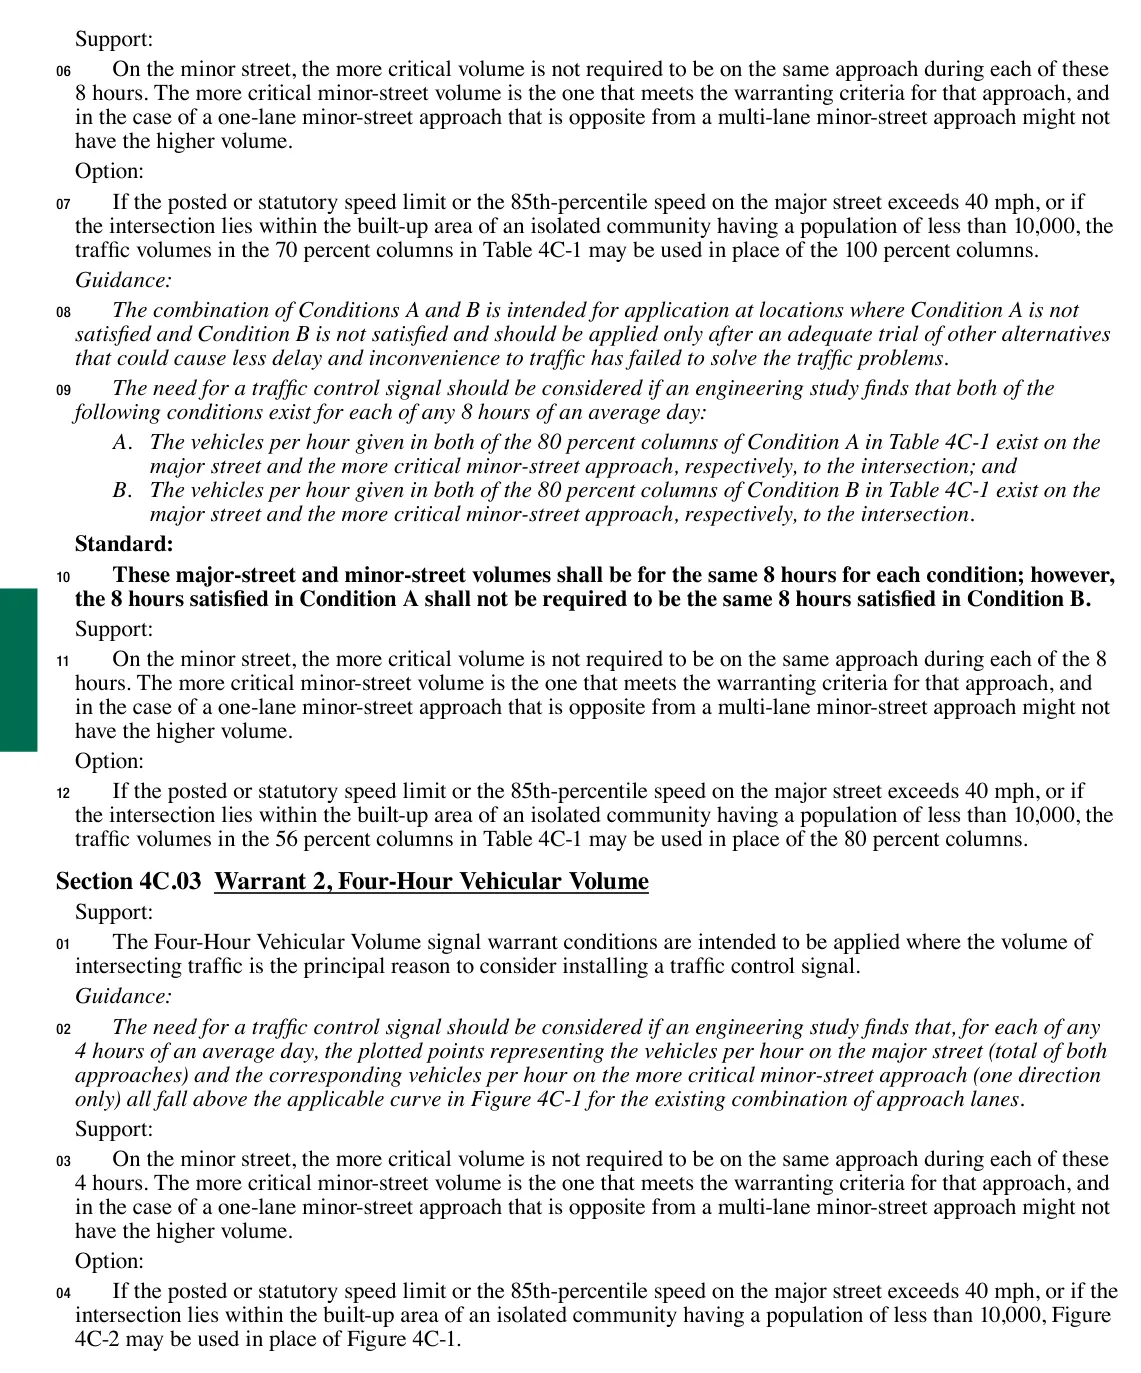 Support:
06 On the minor street, the more critical volume is not required to be on the same approach during each of these
8 hours. The more critical minor-street volume is the one that meets the warranting criteria for that approach, and
in the case of a one-lane minor-street approach that is opposite from a multi-lane minor-street approach might not
have the higher volume.
Option:
07 If the posted or statutory speed limit or the 85th-percentile speed on the major street exceeds 40 mph, or if
the intersection lies within the built-up area of an isolated community having a population of less than 10,000, the
traffic volumes in the 70 percent columns in Table 4C-1 may be used in place of the 100 percent columns.
Guidance:
08 The combination of Conditions A and B is intended for application at locations where Condition A is not
satisfied and Condition B is not satisfied and should be applied only after an adequate trial of other alternatives
that could cause less delay and inconvenience to traffic has failed to solve the traffic problems.
09 The need for a traffic control signal should be considered if an engineering study finds that both of the
following conditions exist for each of any 8 hours of an average day:
A. The vehicles per hour given in both of the 80 percent columns of Condition A in Table 4C-1 exist on the
major street and the more critical minor-street approach, respectively, to the intersection; and
B. The vehicles per hour given in both of the 80 percent columns of Condition B in Table 4C-1 exist on the
major street and the more critical minor-street approach, respectively, to the intersection.
Standard:
10 These major-street and minor-street volumes shall be for the same 8 hours for each condition; however,
the 8 hours satisfied in Condition A shall not be required to be the same 8 hours satisfied in Condition B.
Support:
11 On the minor street, the more critical volume is not required to be on the same approach during each of the 8
hours. The more critical minor-street volume is the one that meets the warranting criteria for that approach, and
in the case of a one-lane minor-street approach that is opposite from a multi-lane minor-street approach might not
have the higher volume.
Option:
12 If the posted or statutory speed limit or the 85th-percentile speed on the major street exceeds 40 mph, or if
the intersection lies within the built-up area of an isolated community having a population of less than 10,000, the
traffic volumes in the 56 percent columns in Table 4C-1 may be used in place of the 80 percent columns.
Section 4C.03 Warrant 2, Four-Hour Vehicular Volume
Support:
01 The Four-Hour Vehicular Volume signal warrant conditions are intended to be applied where the volume of
intersecting traffic is the principal reason to consider installing a traffic control signal.
Guidance:
02 The need for a traffic control signal should be considered if an engineering study finds that, for each of any
4 hours of an average day, the plotted points representing the vehicles per hour on the major street (total of both
approaches) and the corresponding vehicles per hour on the more critical minor-street approach (one direction
only) all fall above the applicable curve in Figure 4C-1 for the existing combination of approach lanes.
Support:
03 On the minor street, the more critical volume is not required to be on the same approach during each of these
4 hours. The more critical minor-street volume is the one that meets the warranting criteria for that approach, and
in the case of a one-lane minor-street approach that is opposite from a multi-lane minor-street approach might not
have the higher volume.
Option:
04 If the posted or statutory speed limit or the 85th-percentile speed on the major street exceeds 40 mph, or if the
intersection lies within the built-up area of an isolated community having a population of less than 10,000, Figure
4C-2 may be used in place of Figure 4C-1.